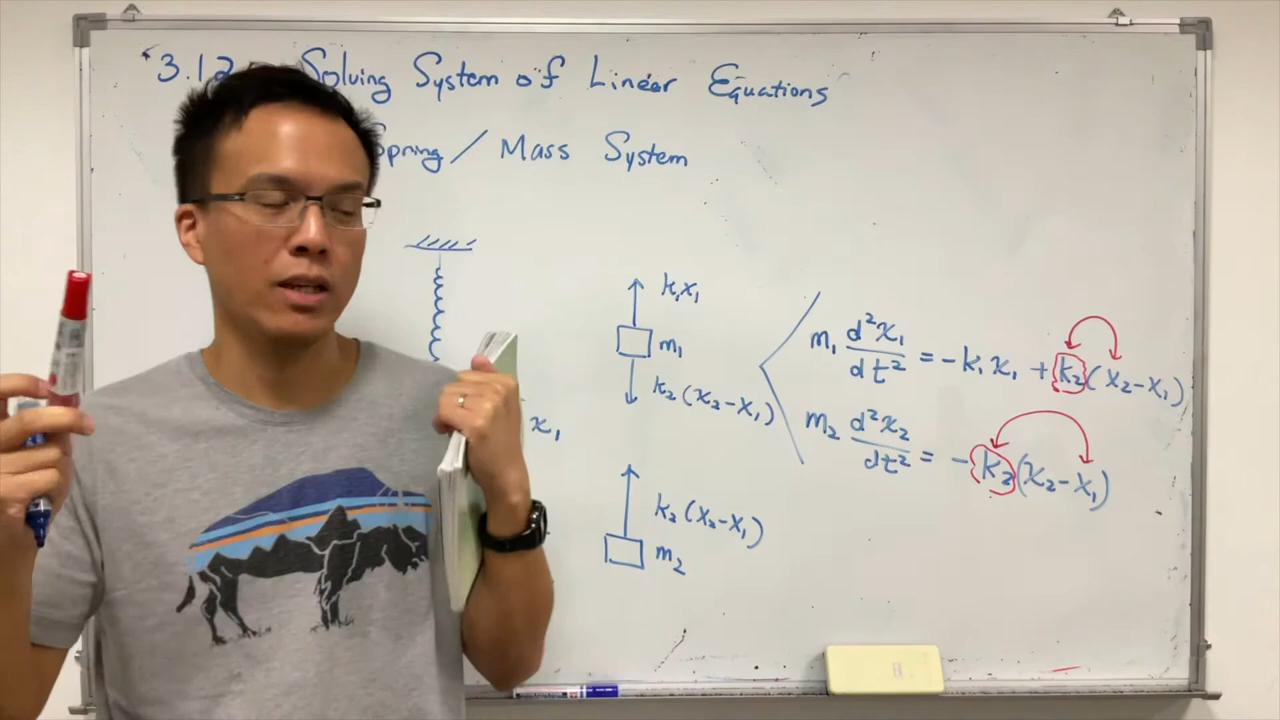 3.12 Solving System of Linear Equations
Spring / Mass System
k₁x₁
m₁
k₂(x₂-x₁)
x₁
k₂(x₂-x₁)
m₂
m₁ d²x₁/dt² = -k₁x₁ + k₂(x₂-x₁)
m₂ d²x₂/dt² = -k₂(x₂-x₁)